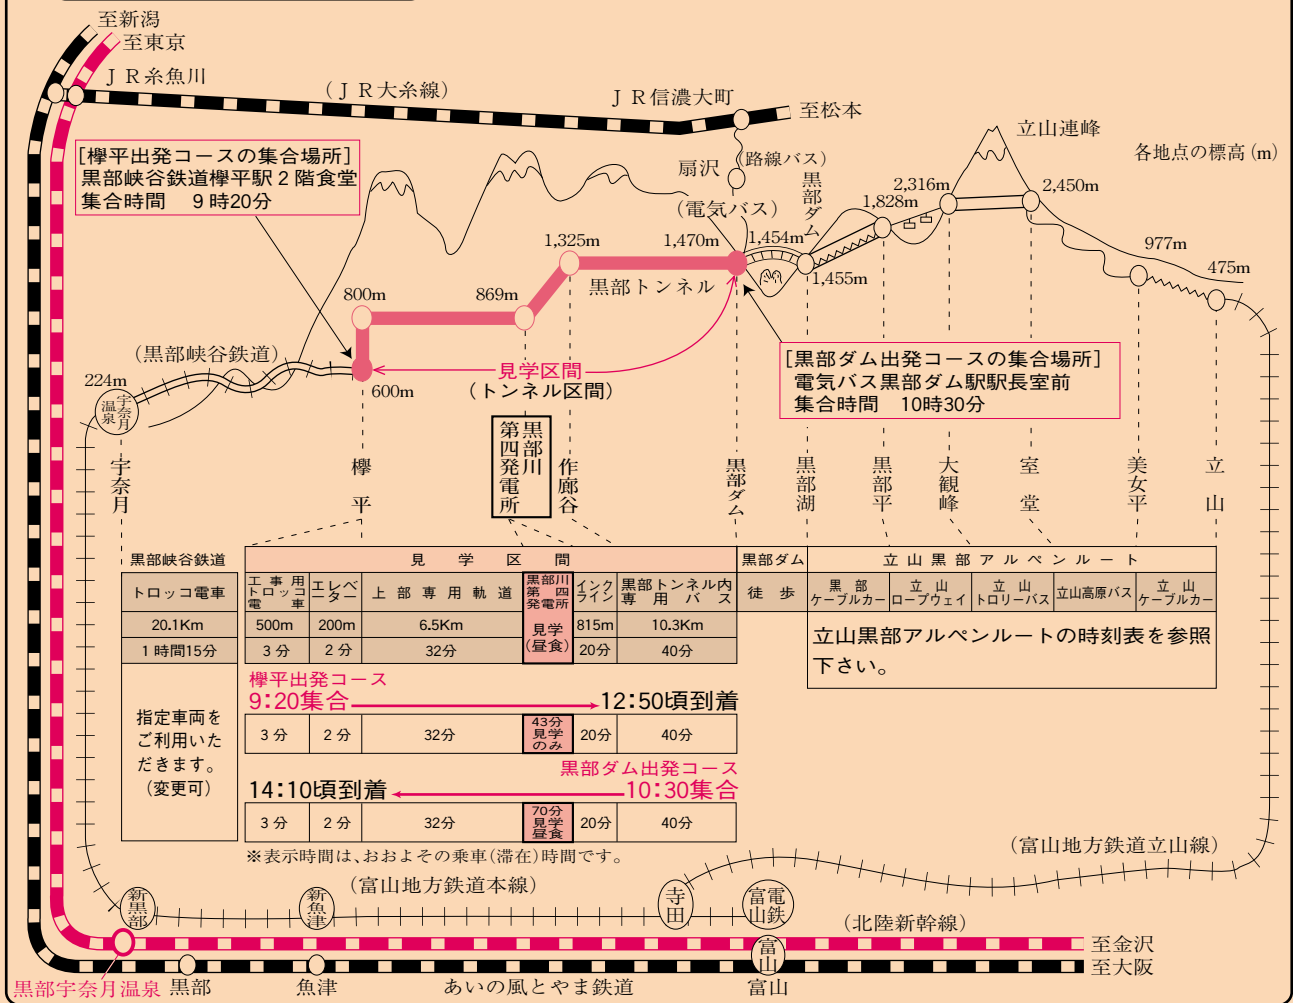 至新潟
至東京
ＪＲ糸魚川
（ＪＲ大糸線）
ＪＲ信濃大町
至松本
[欅平出発コースの集合場所]
黒部峡谷鉄道欅平駅２階食堂
集合時間　９時20分
扇沢
(路線バス)
(電気バス)
黒部ダム
立山連峰
各地点の標高(m)
2,316m
2,450m
1,828m
1,325m
1,470m
1,454m
1,455m
977m
475m
800m
869m
黒部トンネル
(黒部峡谷鉄道)
224m
600m
見学区間
(トンネル区間)
[黒部ダム出発コースの集合場所]
電気バス黒部ダム駅駅長室前
集合時間　10時30分
宇奈月
温泉
宇奈月
欅平
黒部川
第四発電所
作廊谷
黒部ダム
黒部湖
黒部平
大観峰
室堂
美女平
立山
黒部峡谷鉄道
見学区間
黒部ダム
立山黒部アルペンルート
トロッコ電車
工事用
トロッコ
電車
エレベ
ーター
上部専用軌道
黒部川
第四
発電所
インク
ライン
黒部トンネル内
専用バス
徒歩
黒部
ケーブルカー
立山
ロープウェイ
立山
トロリーバス
立山高原バス
立山
ケーブルカー
20.1Km
500m
200m
6.5Km
見学
(昼食)
815m
10.3Km
１時間15分
３分
２分
32分
20分
40分
立山黒部アルペンルートの時刻表を参照
下さい。
指定車両を
ご利用いた
だきます。
(変更可)
欅平出発コース
9:20集合
12:50頃到着
３分
２分
32分
43分
見学
のみ
20分
40分
黒部ダム出発コース
14:10頃到着
10:30集合
３分
２分
32分
70分
見学
昼食
20分
40分
※表示時間は、おおよその乗車(滞在)時間です。
(富山地方鉄道立山線)
(富山地方鉄道本線)
新黒部
新魚津
寺田
電鉄
富山
(北陸新幹線)
至金沢
富山
至大阪
黒部宇奈月温泉
黒部
魚津
あいの風とやま鉄道
富山